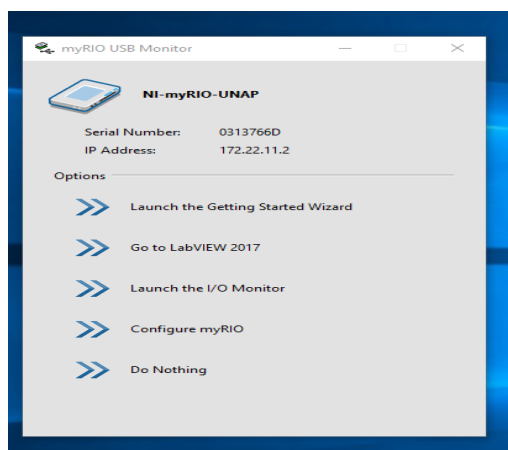 myRIO USB Monitor
NI-myRIO-UNAP
Serial Number: 0313766D
IP Address: 172.22.11.2
Options
Launch the Getting Started Wizard
Go to LabVIEW 2017
Launch the I/O Monitor
Configure myRIO
Do Nothing